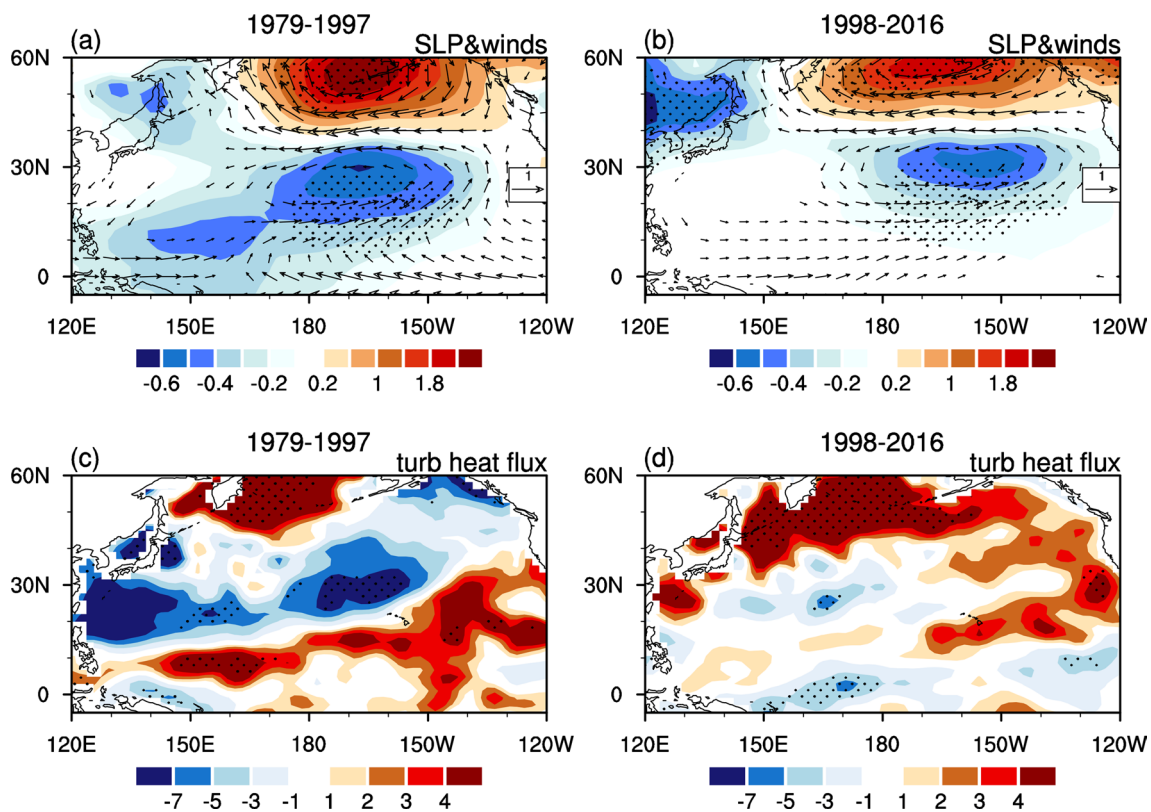 1979-1997
(a)
SLP&winds
60N
30N
0
1
120E 150E 180 150W 120W
-0.6 -0.4 -0.2 0.2 1 1.8
1998-2016
(b)
SLP&winds
60N
30N
0
1
120E 150E 180 150W 120W
-0.6 -0.4 -0.2 0.2 1 1.8
1979-1997
(c)
turb heat flux
60N
30N
0
120E 150E 180 150W 120W
-7 -5 -3 -1 1 2 3 4
1998-2016
(d)
turb heat flux
60N
30N
0
120E 150E 180 150W 120W
-7 -5 -3 -1 1 2 3 4